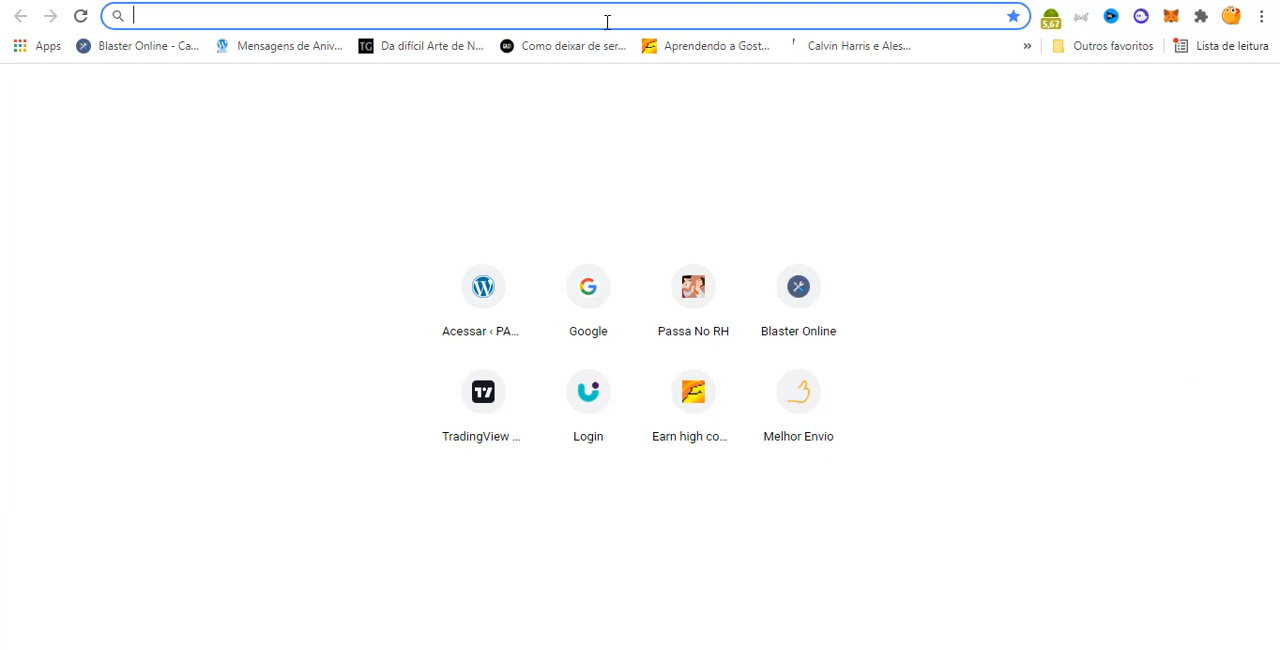 Apps Blaster Online - Ca... Mensagens de Aniv... TG Da difícil Arte de N... Como deixar de ser... Aprendendo a Gost... Calvin Harris e Ales... » Outros favoritos Lista de leitura
5.67
Acessar ‹ PA... Google Passa No RH Blaster Online
TradingView ... Login Earn high co... Melhor Envio